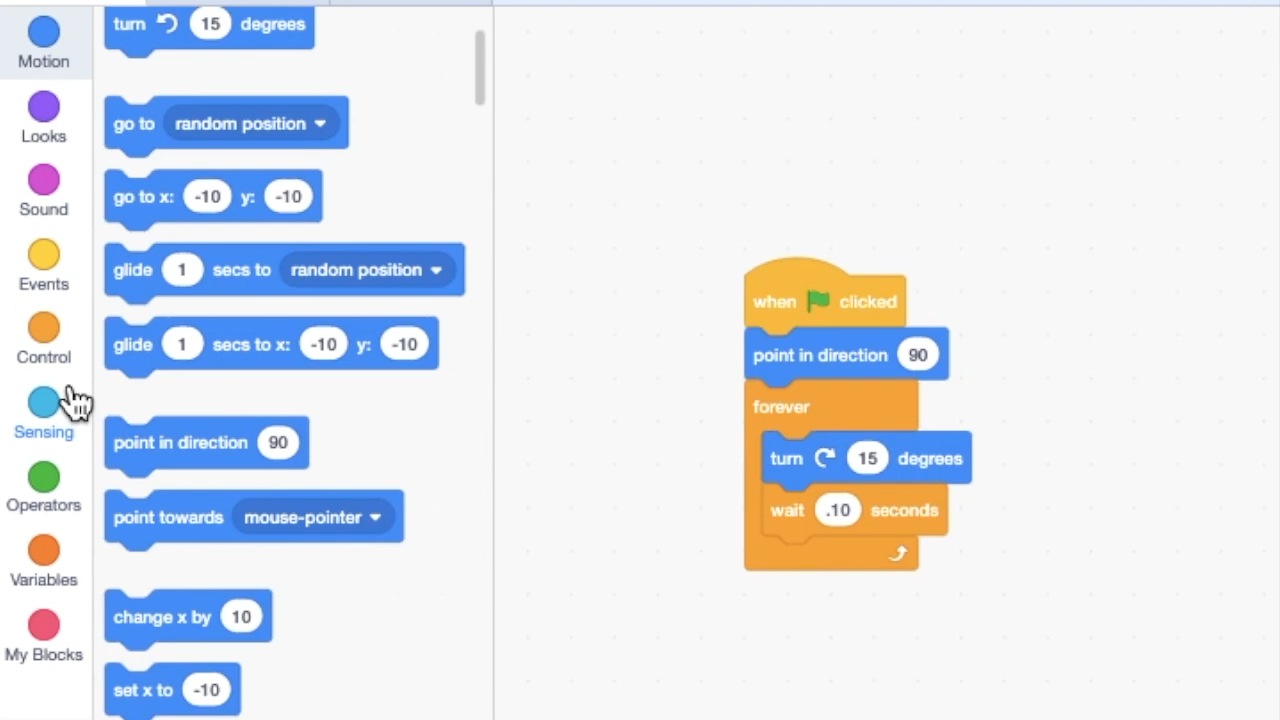 Motion
Looks
Sound
Events
Control
Sensing
Operators
Variables
My Blocks
turn 15 degrees
go to random position
go to x: -10 y: -10
glide 1 secs to random position
glide 1 secs to x: -10 y: -10
point in direction 90
point towards mouse-pointer
change x by 10
set x to -10
when clicked
point in direction 90
forever
turn 15 degrees
wait .10 seconds